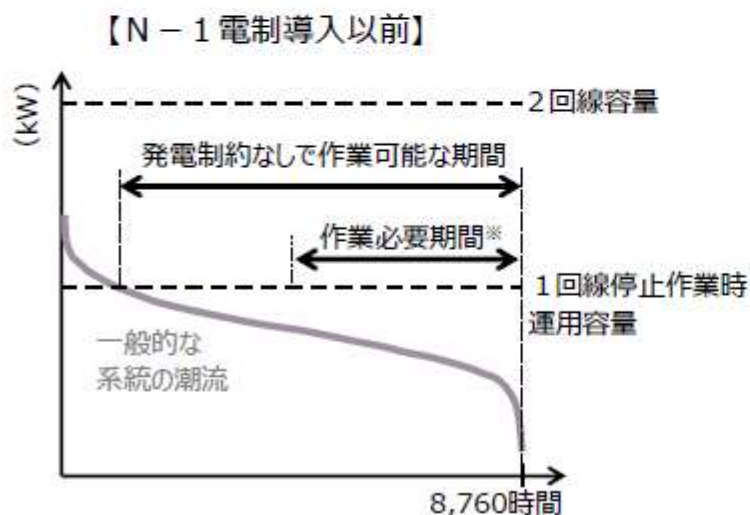 【N－1電制導入以前】
(kW)
2回線容量
発電制約なしで作業可能な期間
作業必要期間※
1回線停止作業時
運用容量
一般的な
系統の潮流
8,760時間